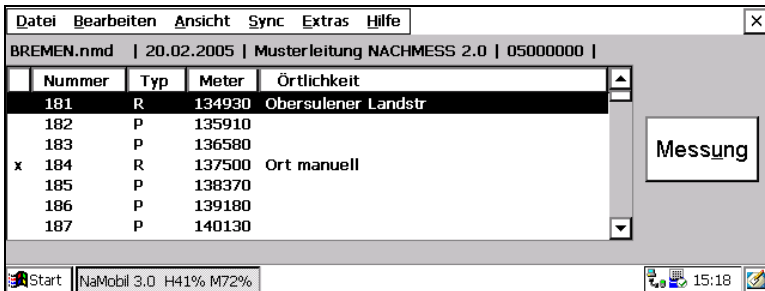 Datei Bearbeiten Ansicht Sync Extras Hilfe
BREMEN.nmd | 20.02.2005 | Musterleitung NACHMESS 2.0 | 05000000 |
Nummer Typ Meter Örtlichkeit
181 R 134930 Obersulener Landstr
182 P 135910
183 P 136580
x 184 R 137500 Ort manuell
185 P 138370
186 P 139180
187 P 140130
Messung
Start NaMobil 3.0 H41% M72% 15:18